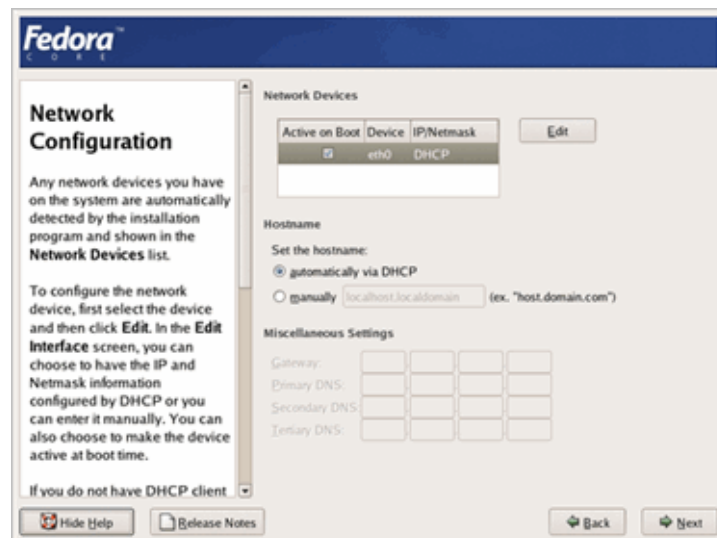 Fedora™
CORE
Network
Configuration
Any network devices you have
on the system are automatically
detected by the installation
program and shown in the
Network Devices list.
To configure the network
device, first select the device
and then click Edit. In the Edit
Interface screen, you can
choose to have the IP and
Netmask information
configured by DHCP or you
can enter it manually. You can
also choose to make the device
active at boot time.
If you do not have DHCP client
Network Devices
Active on Boot Device IP/Netmask
eth0 DHCP
Edit
Hostname
Set the hostname:
automatically via DHCP
manually localhost.localdomain (ex. "host.domain.com")
Miscellaneous Settings
Gateway:
Primary DNS:
Secondary DNS:
Tertiary DNS:
Hide Help
Release Notes
Back
Next